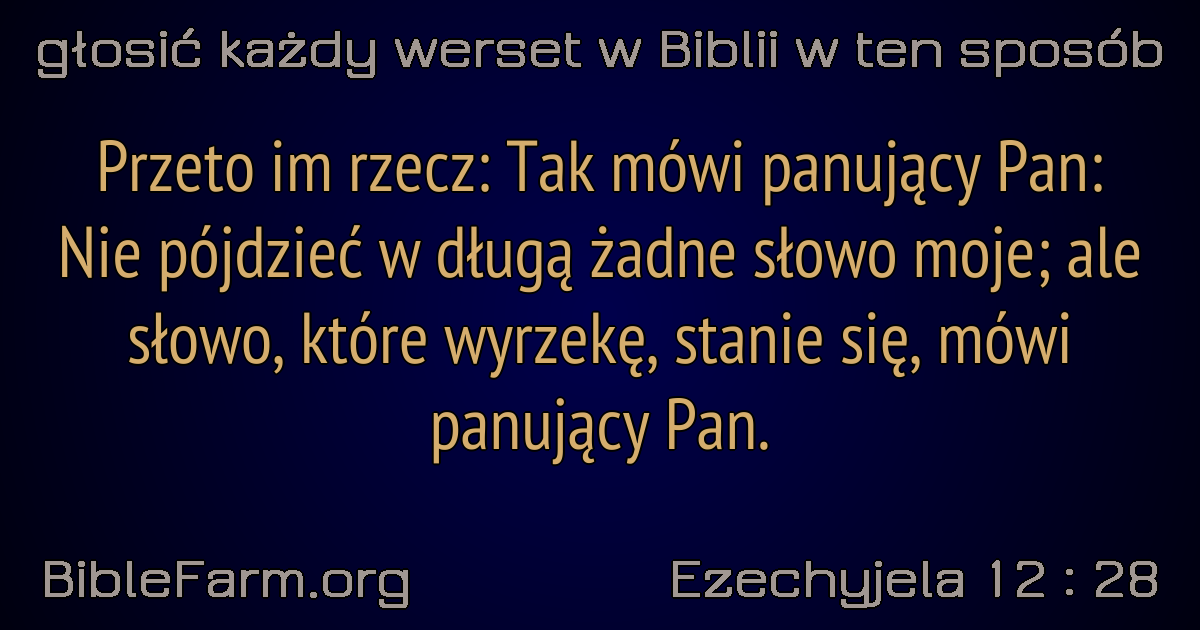 głosić każdy werset w Biblii w ten sposób
Przeto im rzecz: Tak mówi panujący Pan:
Nie pójdzieć w długą żadne słowo moje; ale
słowo, które wyrzekę, stanie się, mówi
panujący Pan.
BibleFarm.org
Ezechyjela 12 : 28